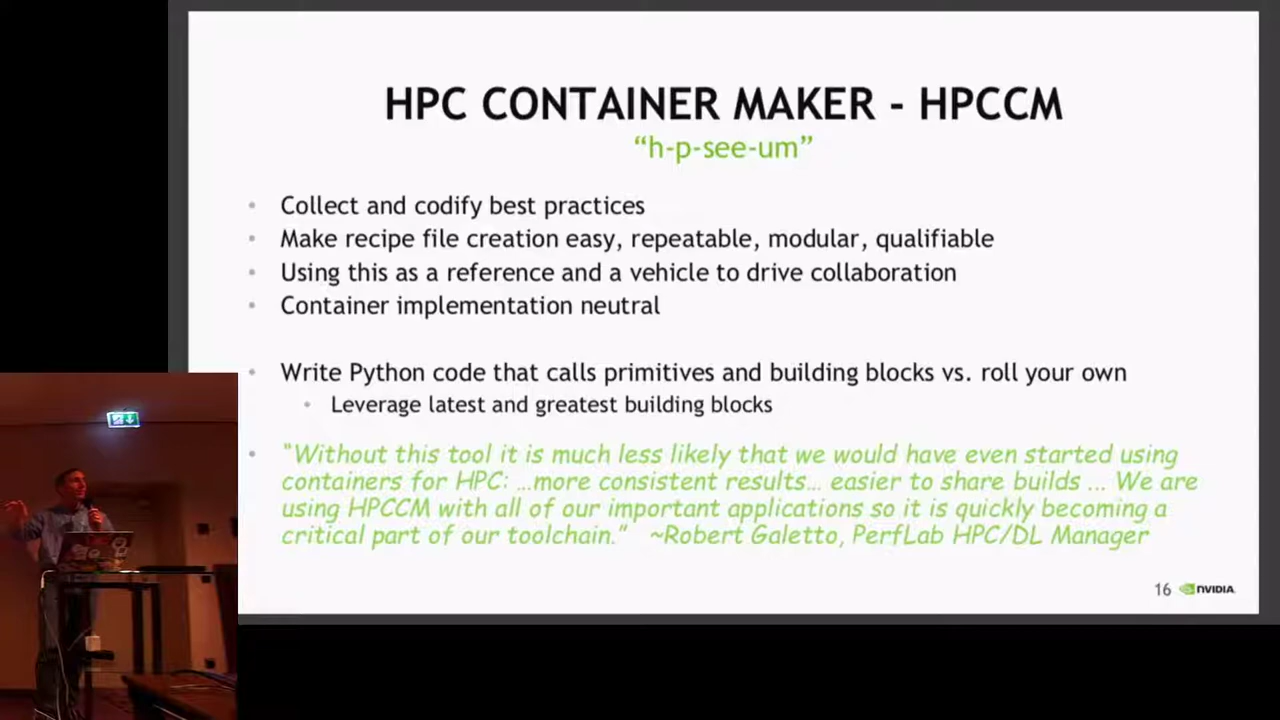 HPC CONTAINER MAKER - HPCCM
“h-p-see-um”
• Collect and codify best practices
• Make recipe file creation easy, repeatable, modular, qualifiable
• Using this as a reference and a vehicle to drive collaboration
• Container implementation neutral
• Write Python code that calls primitives and building blocks vs. roll your own
• Leverage latest and greatest building blocks
• "Without this tool it is much less likely that we would have even started using
containers for HPC: …more consistent results… easier to share builds … We are
using HPCCM with all of our important applications so it is quickly becoming a
critical part of our toolchain.” ~Robert Galetto, PerfLab HPC/DL Manager
16 NVIDIA